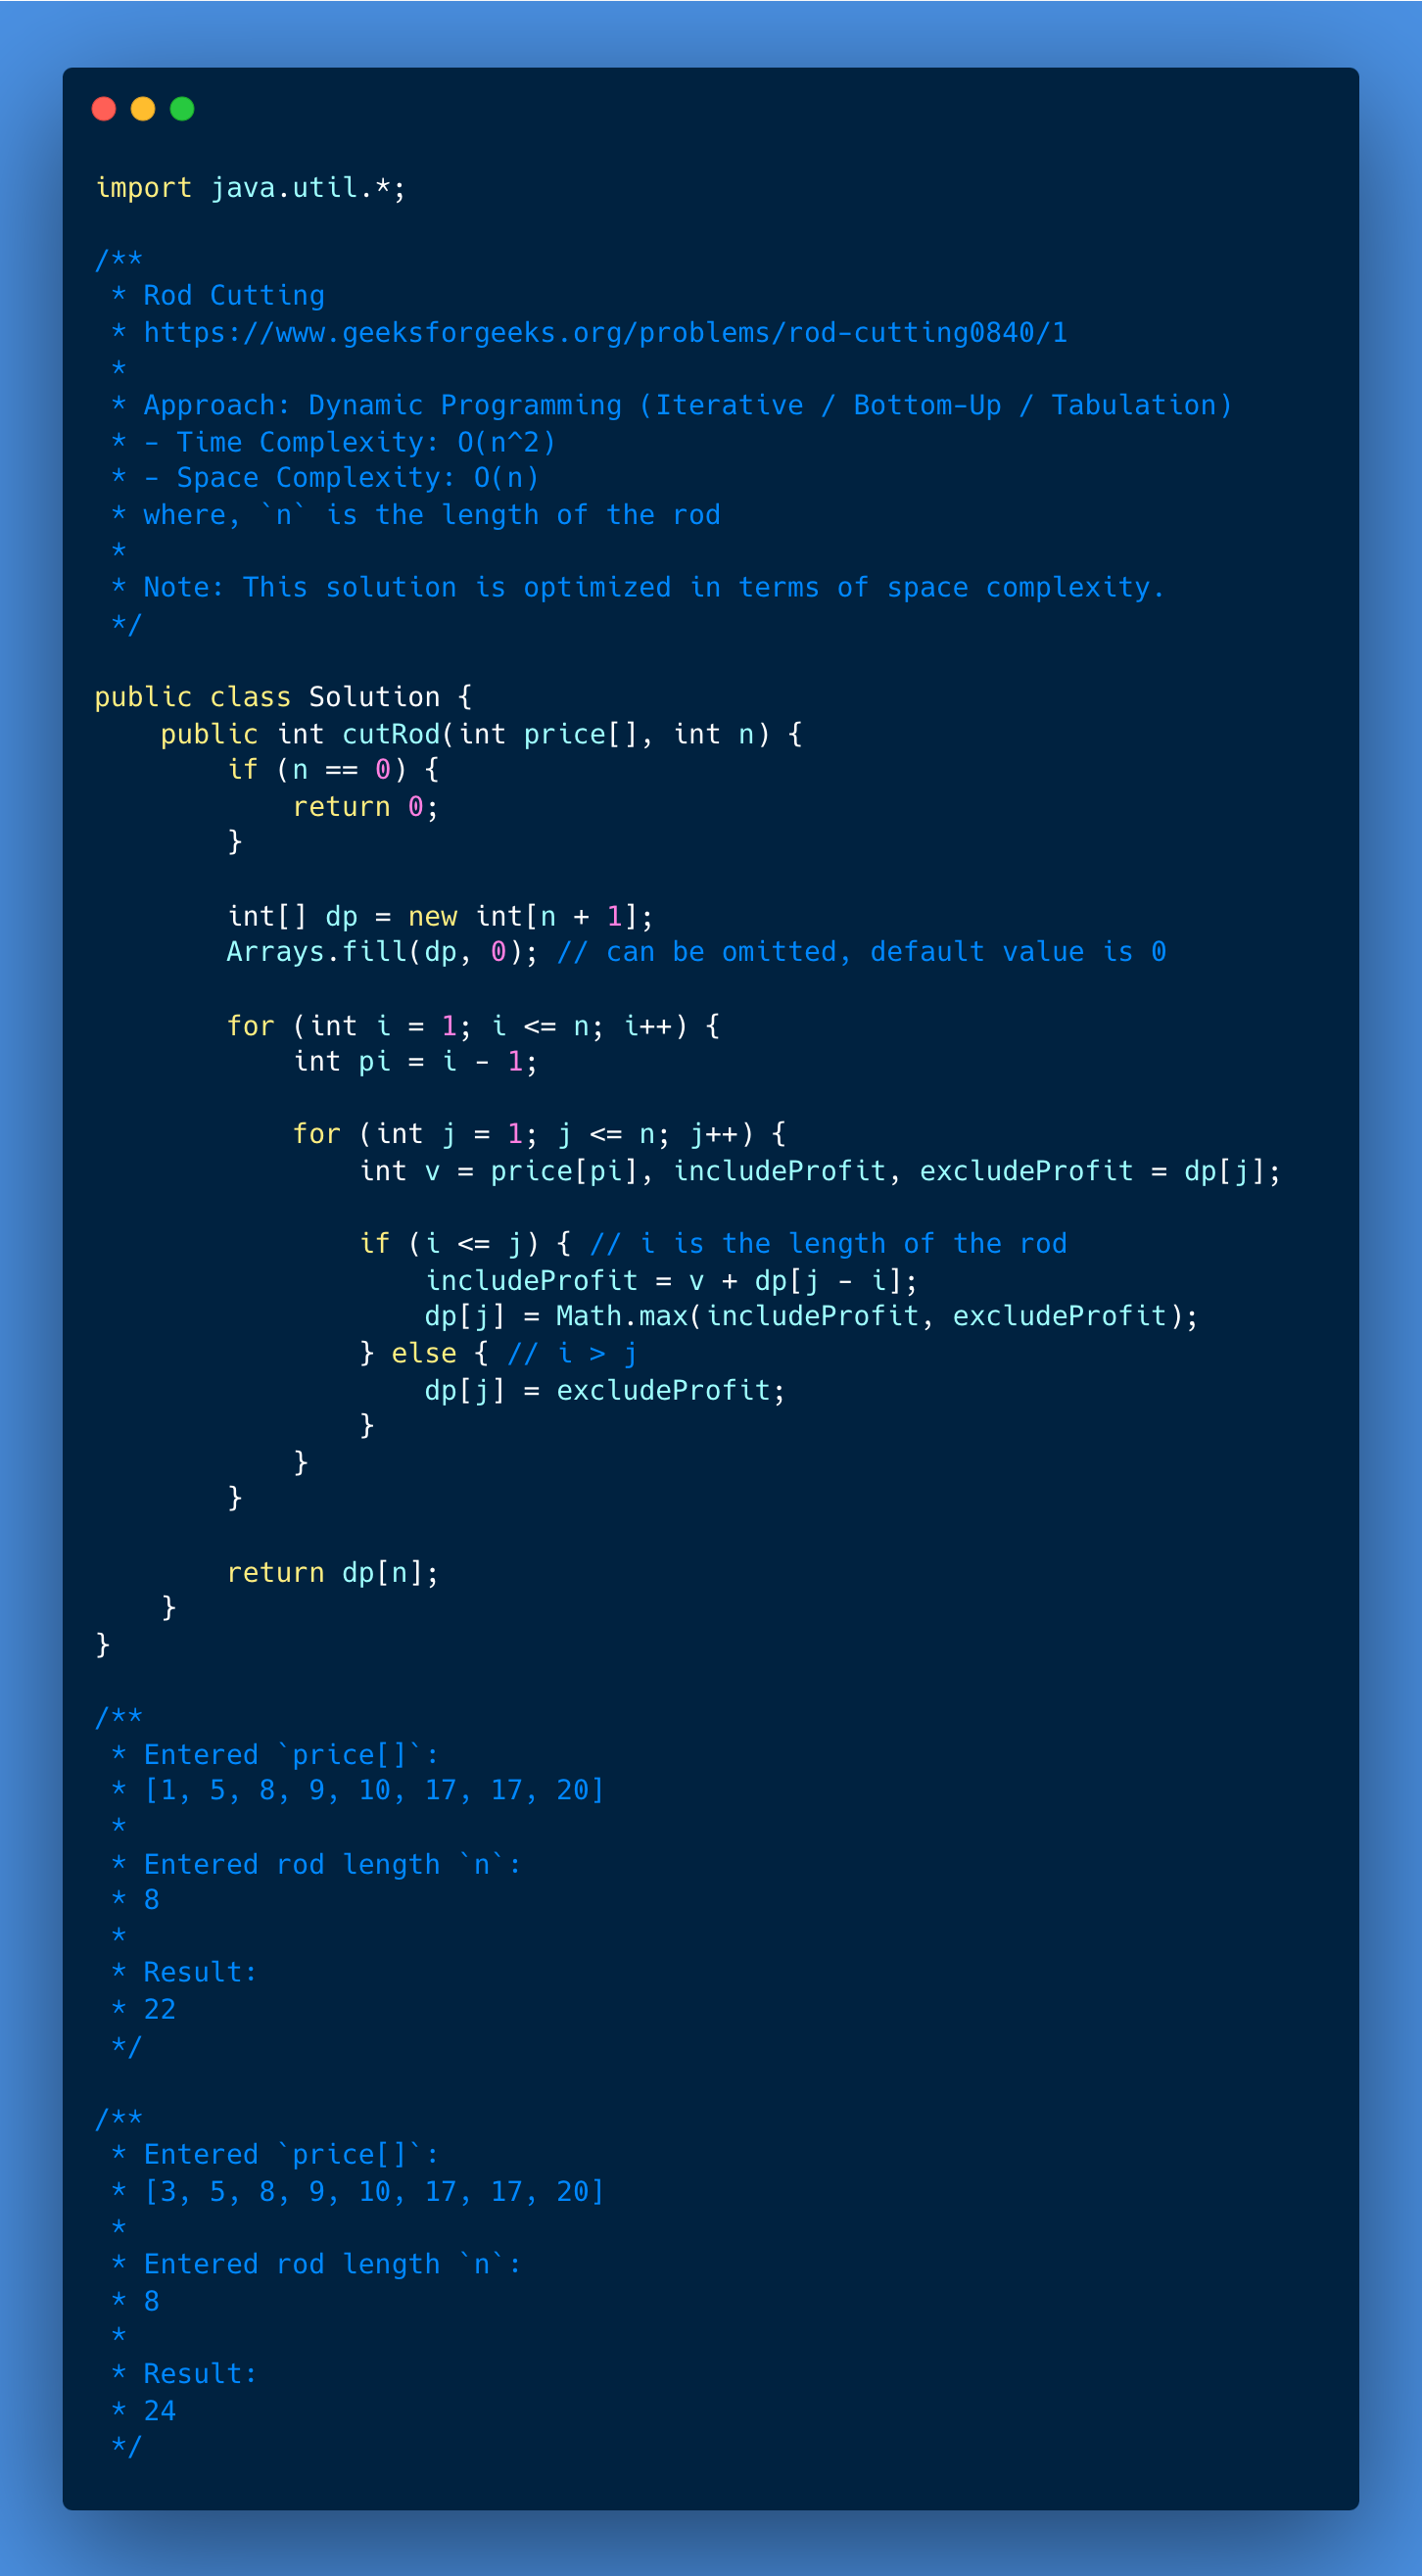 import java.util.*;

/**
 * Rod Cutting
 * https://www.geeksforgeeks.org/problems/rod-cutting0840/1
 *
 * Approach: Dynamic Programming (Iterative / Bottom-Up / Tabulation)
 * - Time Complexity: O(n^2)
 * - Space Complexity: O(n)
 * where, `n` is the length of the rod
 *
 * Note: This solution is optimized in terms of space complexity.
 */

public class Solution {
    public int cutRod(int price[], int n) {
        if (n == 0) {
            return 0;
        }

        int[] dp = new int[n + 1];
        Arrays.fill(dp, 0); // can be omitted, default value is 0

        for (int i = 1; i <= n; i++) {
            int pi = i - 1;

            for (int j = 1; j <= n; j++) {
                int v = price[pi], includeProfit, excludeProfit = dp[j];

                if (i <= j) { // i is the length of the rod
                    includeProfit = v + dp[j - i];
                    dp[j] = Math.max(includeProfit, excludeProfit);
                } else { // i > j
                    dp[j] = excludeProfit;
                }
            }
        }

        return dp[n];
    }
}

/**
 * Entered `price[]`:
 * [1, 5, 8, 9, 10, 17, 17, 20]
 *
 * Entered rod length `n`:
 * 8
 *
 * Result:
 * 22
 */

/**
 * Entered `price[]`:
 * [3, 5, 8, 9, 10, 17, 17, 20]
 *
 * Entered rod length `n`:
 * 8
 *
 * Result:
 * 24
 */